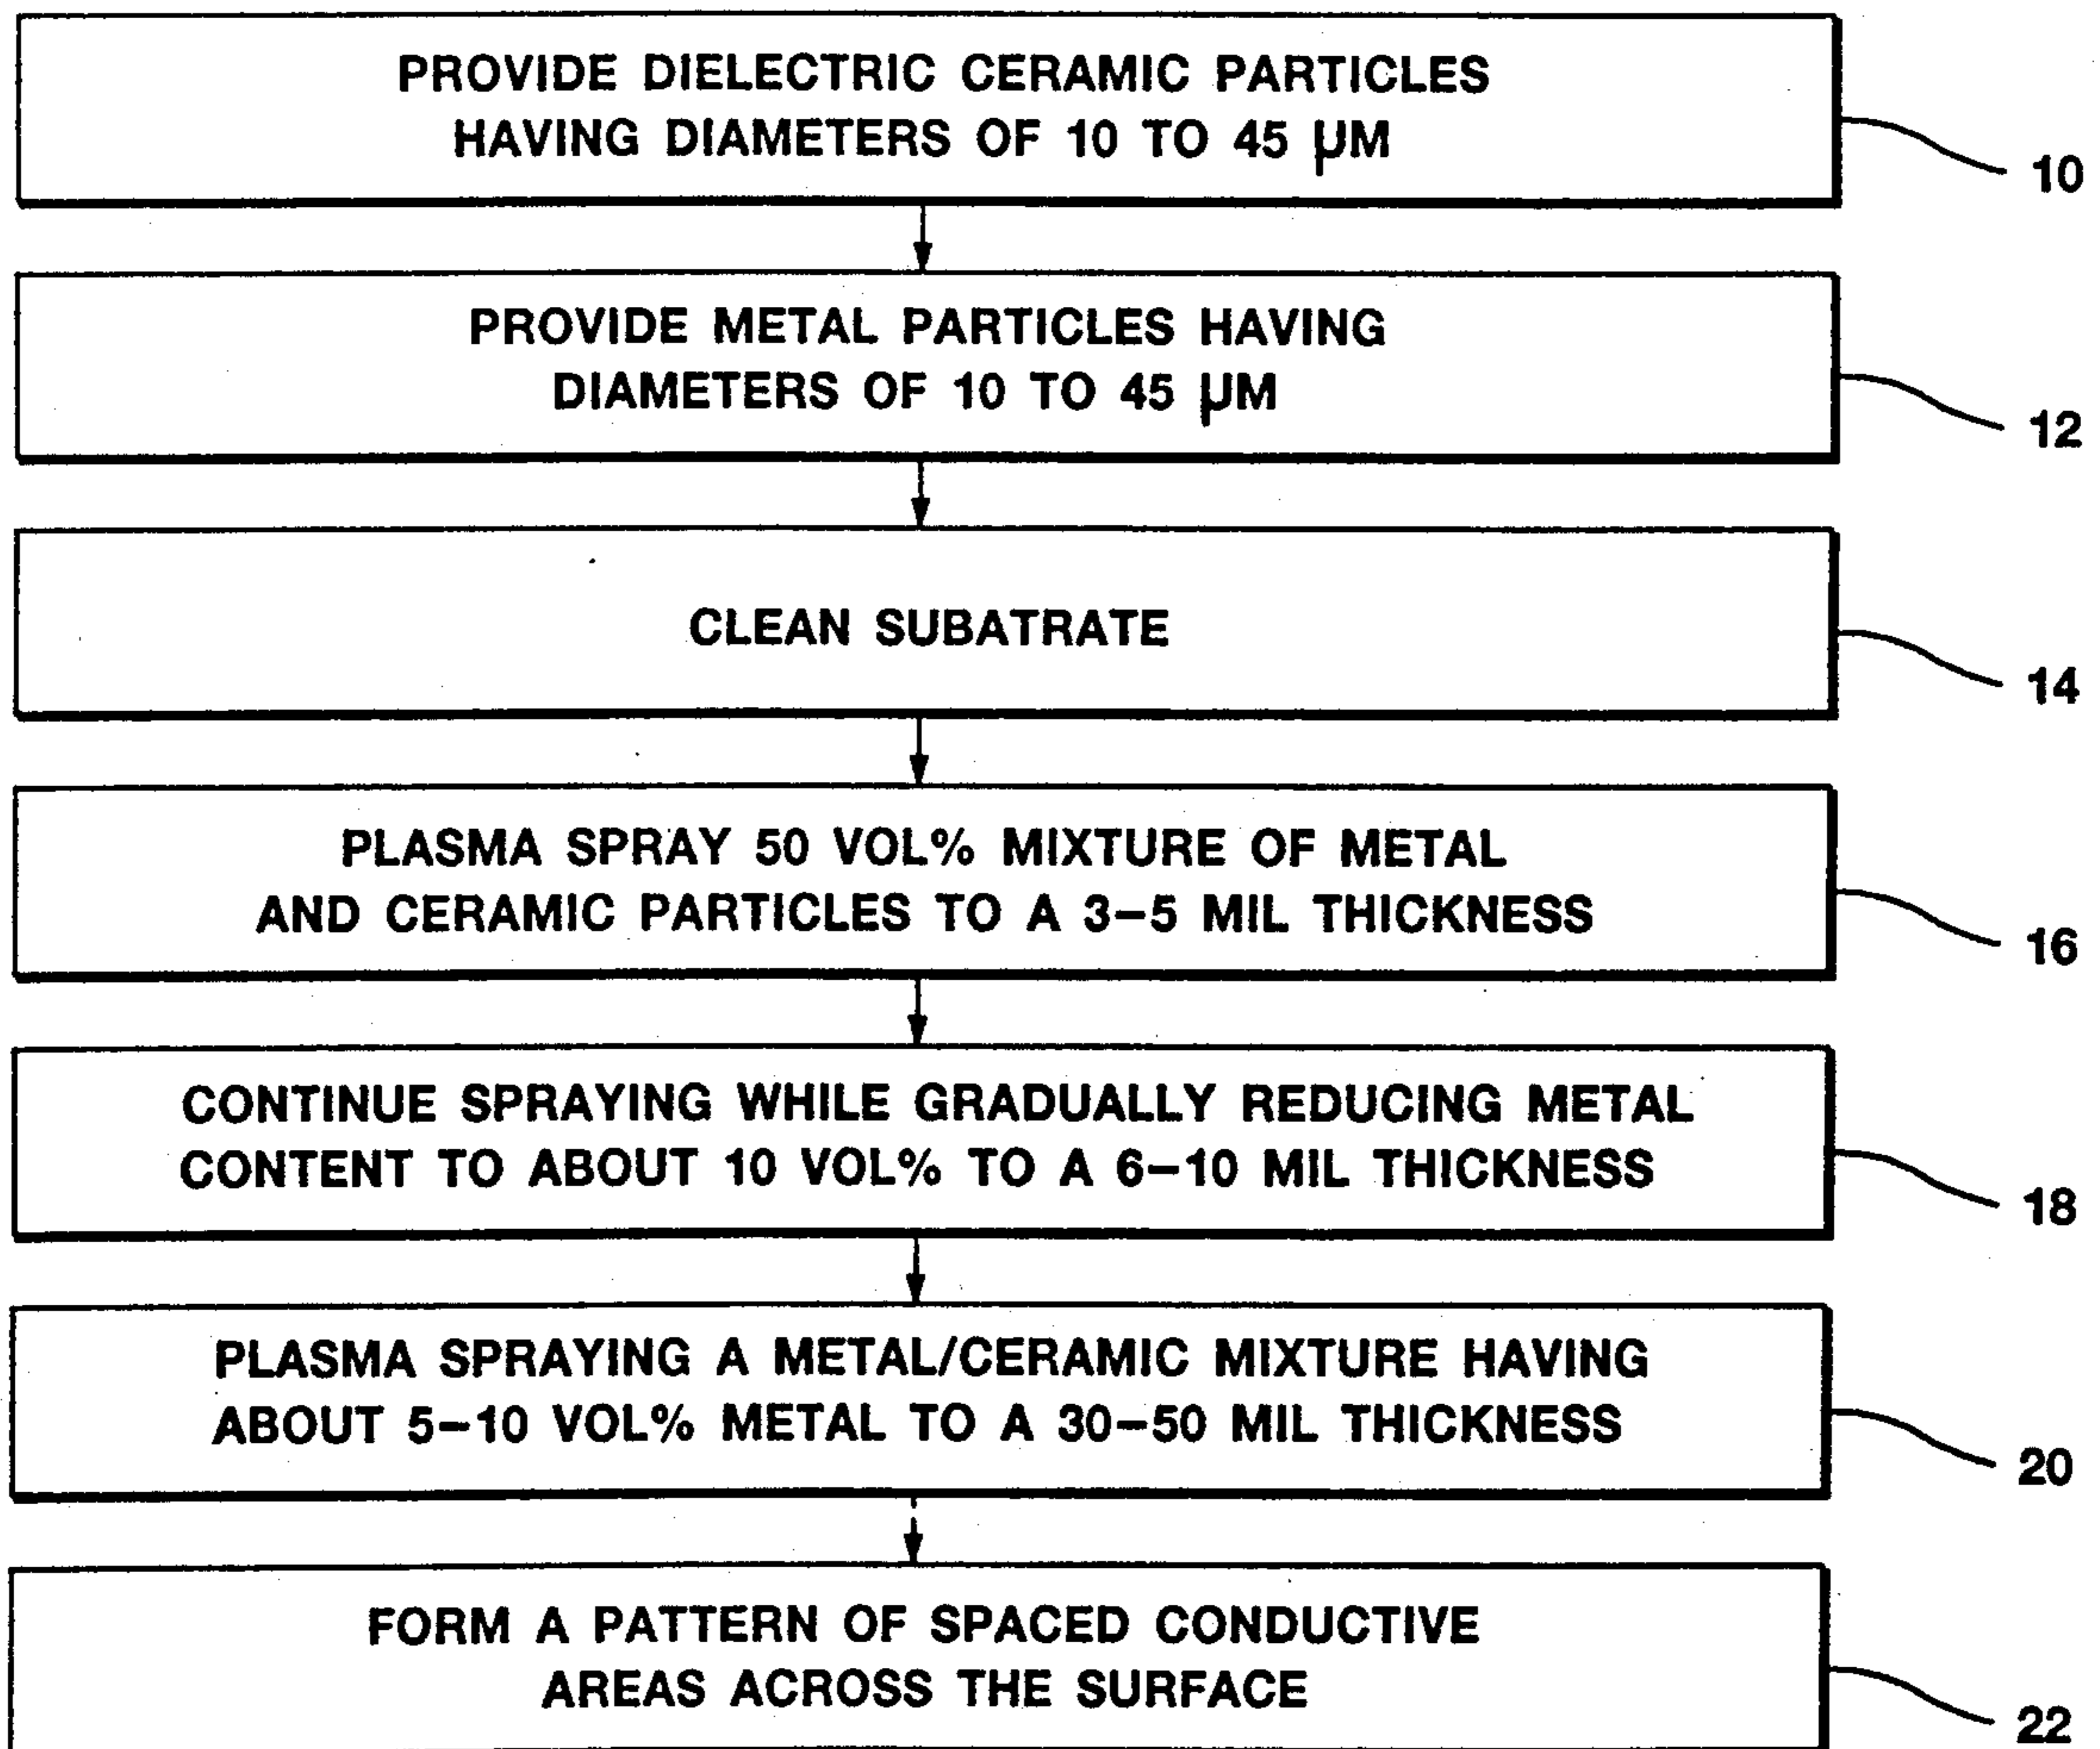 PROVIDE DIELECTRIC CERAMIC PARTICLES
HAVING DIAMETERS OF 10 TO 45 µM
10
PROVIDE METAL PARTICLES HAVING
DIAMETERS OF 10 TO 45 µM
12
CLEAN SUBATRATE
14
PLASMA SPRAY 50 VOL% MIXTURE OF METAL
AND CERAMIC PARTICLES TO A 3–5 MIL THICKNESS
16
CONTINUE SPRAYING WHILE GRADUALLY REDUCING METAL
CONTENT TO ABOUT 10 VOL% TO A 6–10 MIL THICKNESS
18
PLASMA SPRAYING A METAL/CERAMIC MIXTURE HAVING
ABOUT 5–10 VOL% METAL TO A 30–50 MIL THICKNESS
20
FORM A PATTERN OF SPACED CONDUCTIVE
AREAS ACROSS THE SURFACE
22